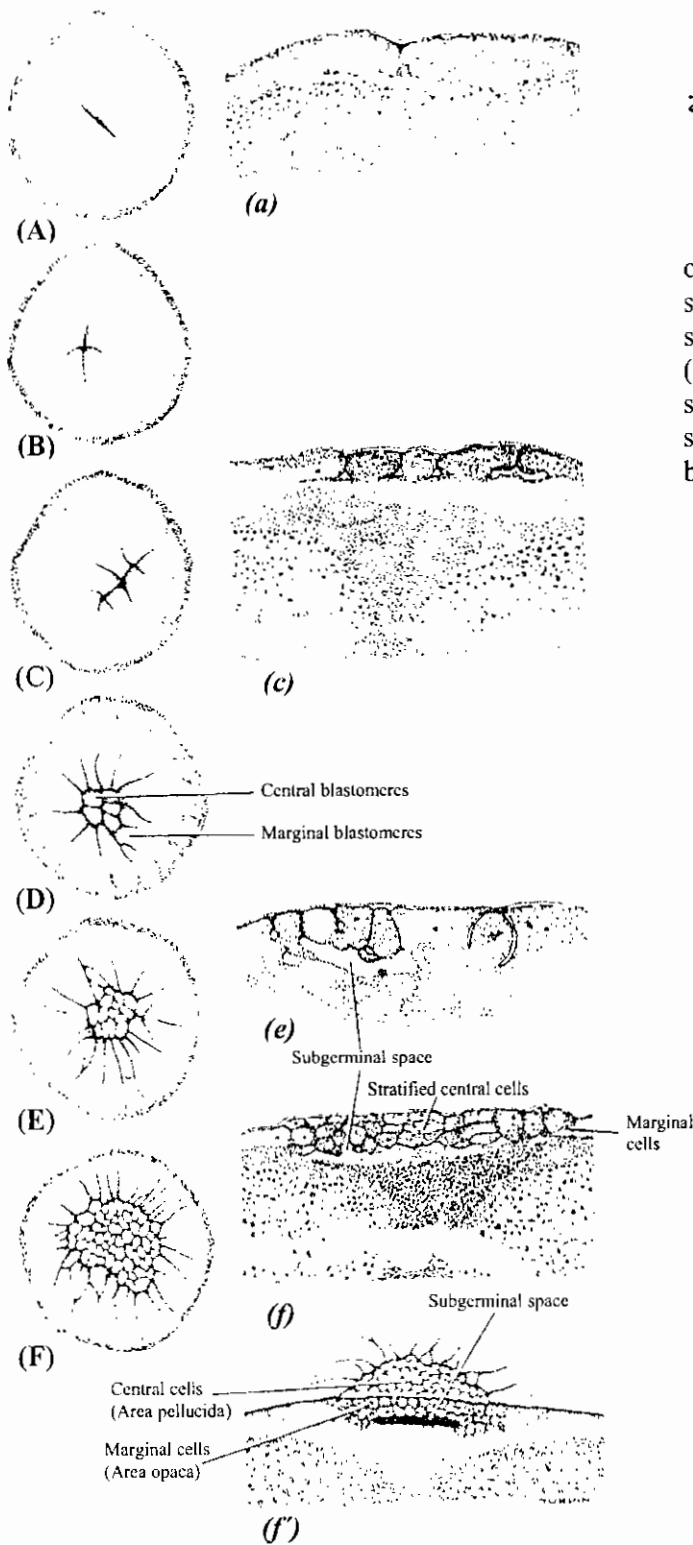 (A)
(a)
(B)
(C)
(c)
Central blastomeres
Marginal blastomeres
(D)
(e)
Subgerminal space
Stratified central cells
(E)
Marginal
cells
(f)
Subgerminal space
(F)
Central cells
(Area pellucida)
Marginal cells
(Area opaca)
(f')
c
s
s
(
s
s
b